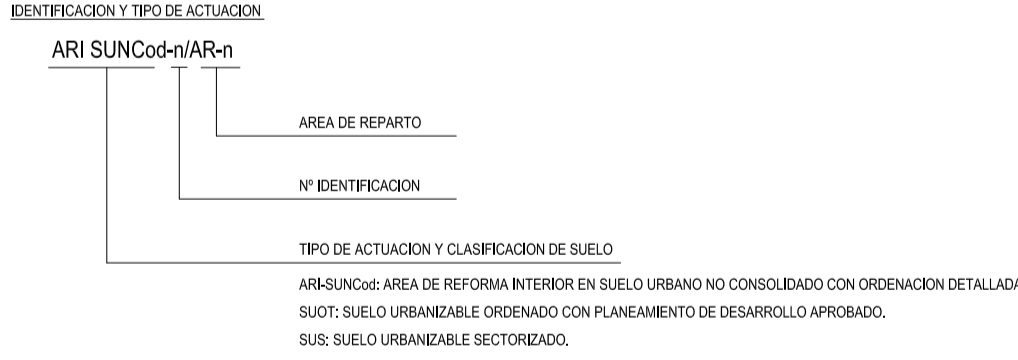 IDENTIFICACION Y TIPO DE ACTUACION
ARI SUNCod-n/AR-n
AREA DE REPARTO
Nº IDENTIFICACION
TIPO DE ACTUACION Y CLASIFICACION DE SUELO
ARI-SUNCod: AREA DE REFORMA INTERIOR EN SUELO URBANO NO CONSOLIDADO CON ORDENACION DETALLADA
SUOT: SUELO URBANIZABLE ORDENADO CON PLANEAMIENTO DE DESARROLLO APROBADO.
SUS: SUELO URBANIZABLE SECTORIZADO.